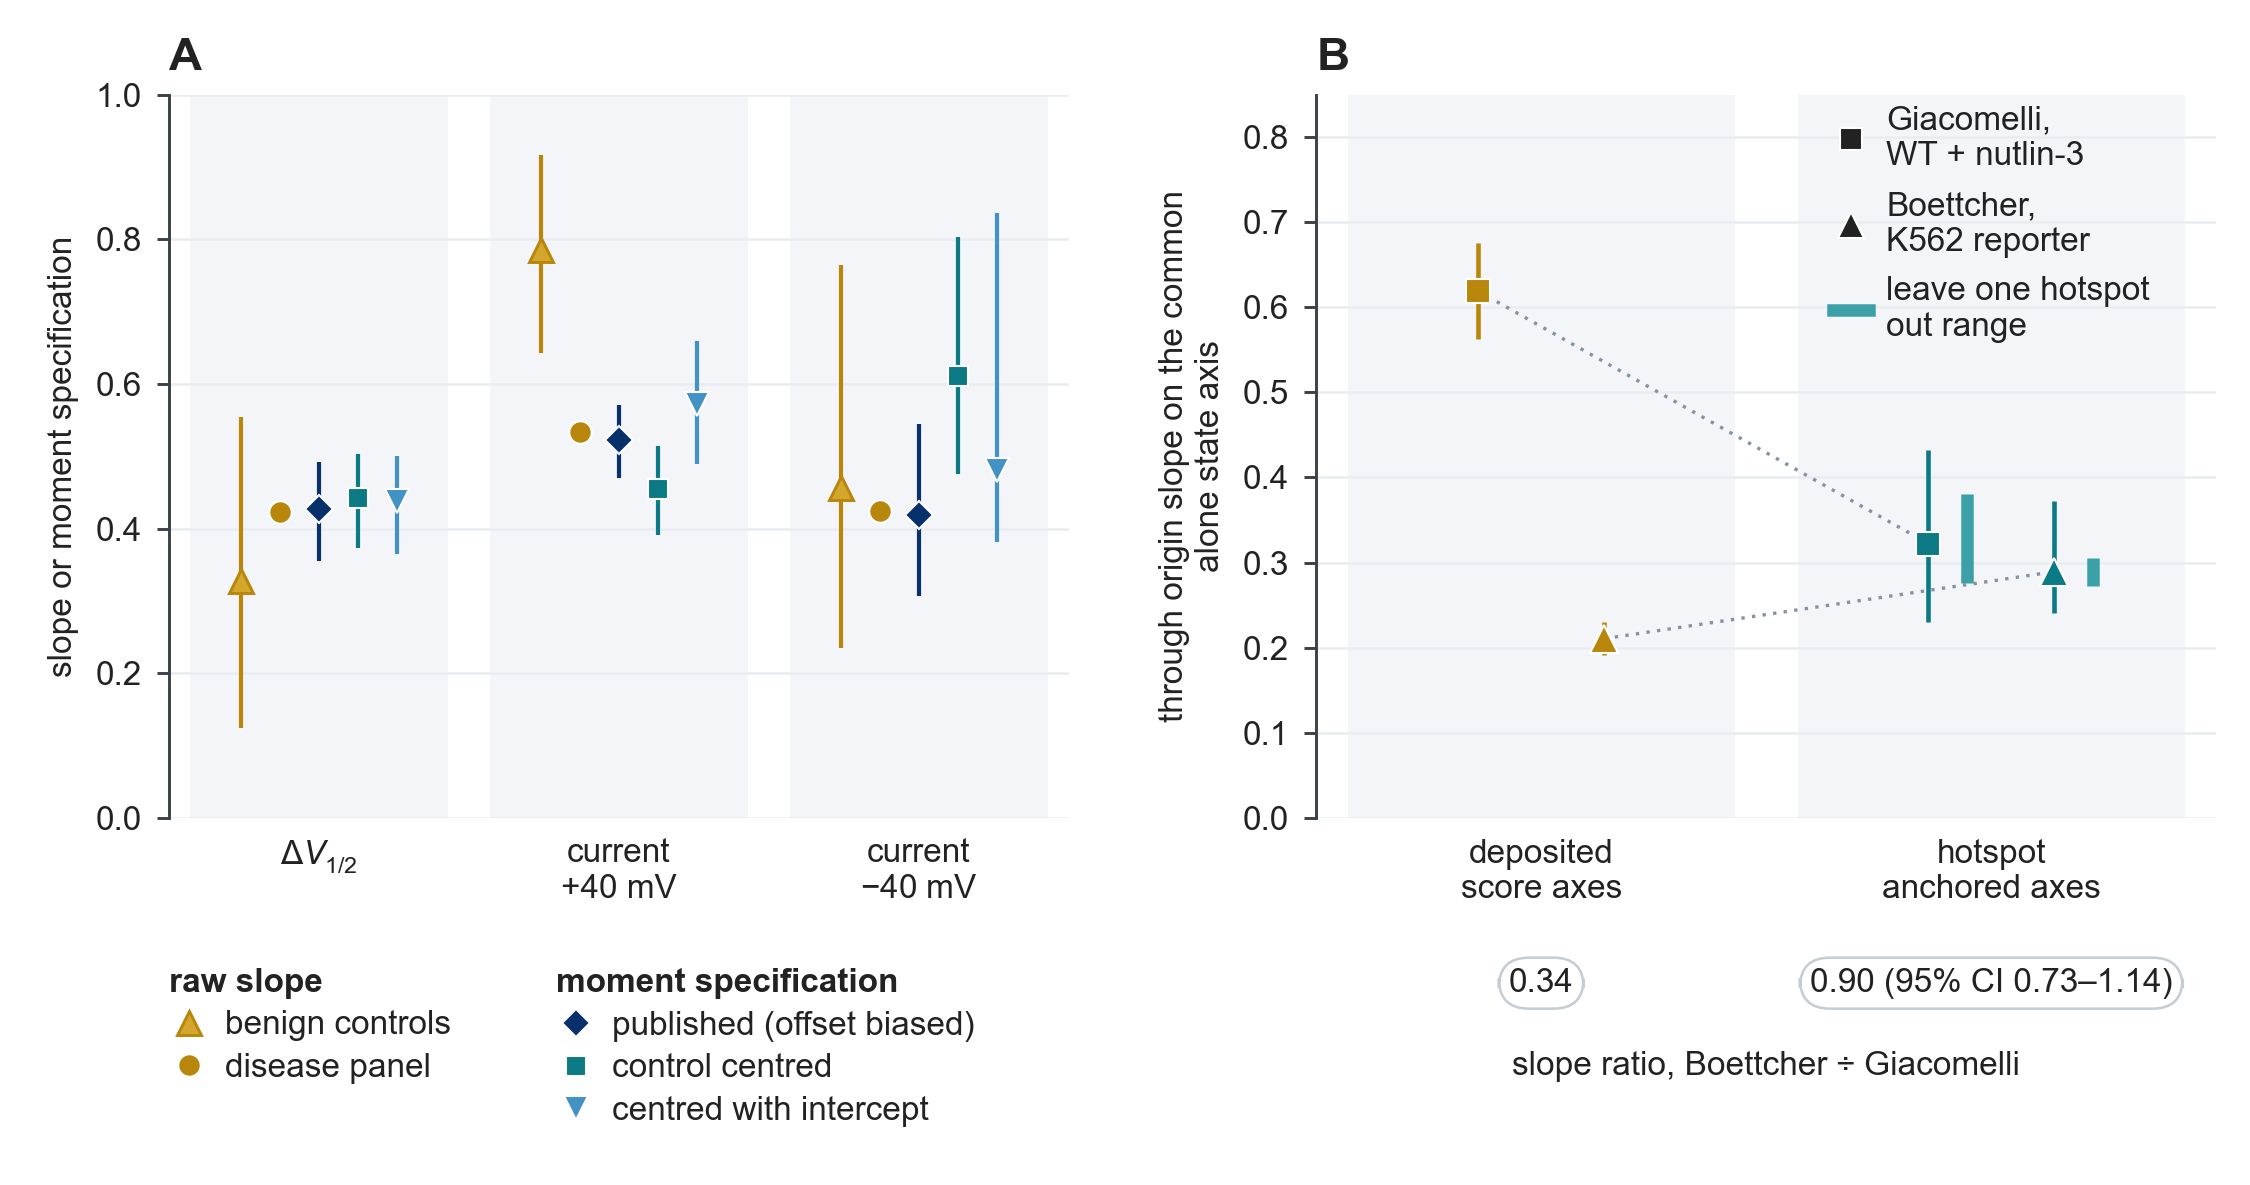 A
slope or moment specification
1.0
0.8
0.6
0.4
0.2
0.0
ΔV1/2
current
+40 mV
current
−40 mV
raw slope
benign controls
disease panel
moment specification
published (offset biased)
control centred
centred with intercept
B
through origin slope on the common
alone state axis
0.8
0.7
0.6
0.5
0.4
0.3
0.2
0.1
0.0
Giacomelli,
WT + nutlin-3
Boettcher,
K562 reporter
leave one hotspot
out range
deposited
score axes
hotspot
anchored axes
0.34
0.90 (95% CI 0.73–1.14)
slope ratio, Boettcher ÷ Giacomelli